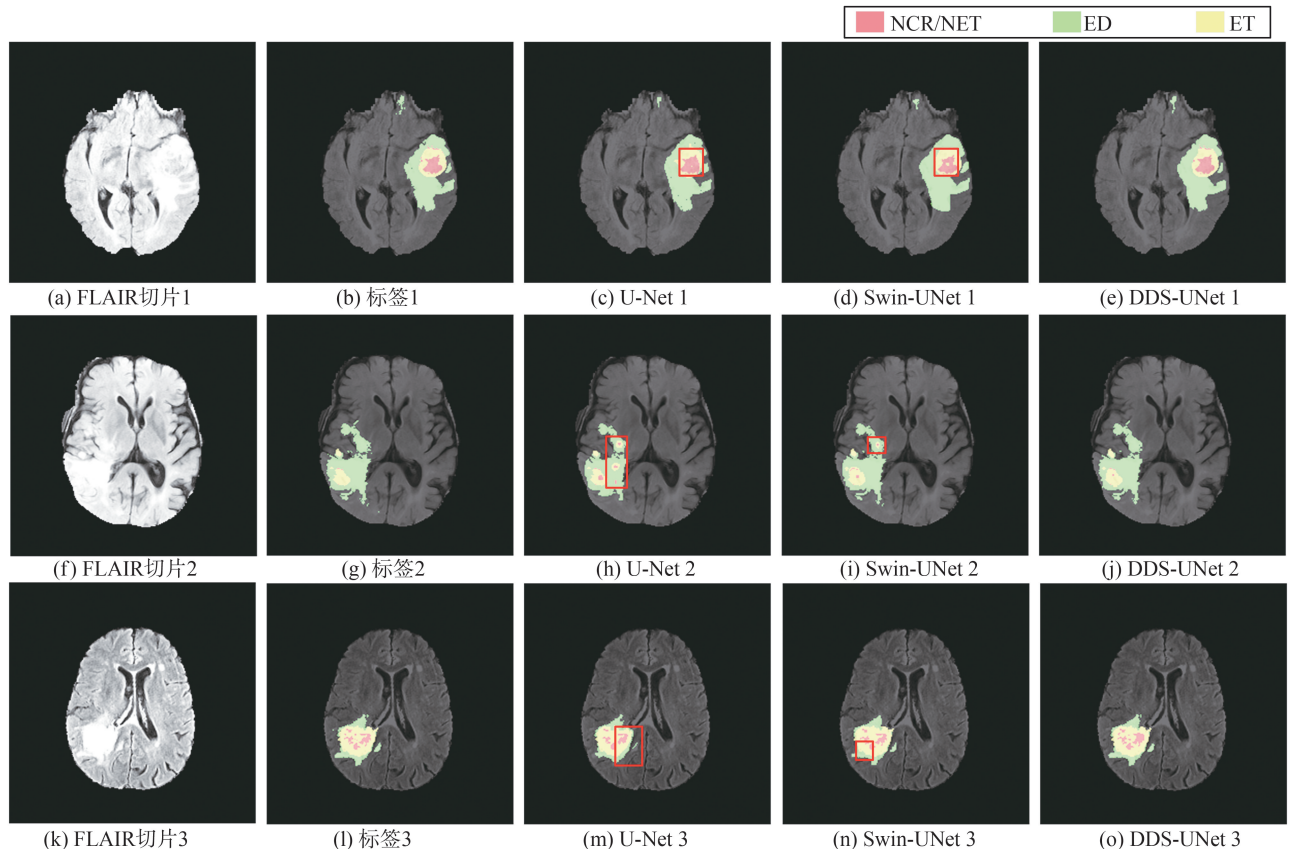 NCR/NET ED ET
(a) FLAIR切片1 (b) 标签1 (c) U-Net 1 (d) Swin-UNet 1 (e) DDS-UNet 1
(f) FLAIR切片2 (g) 标签2 (h) U-Net 2 (i) Swin-UNet 2 (j) DDS-UNet 2
(k) FLAIR切片3 (l) 标签3 (m) U-Net 3 (n) Swin-UNet 3 (o) DDS-UNet 3